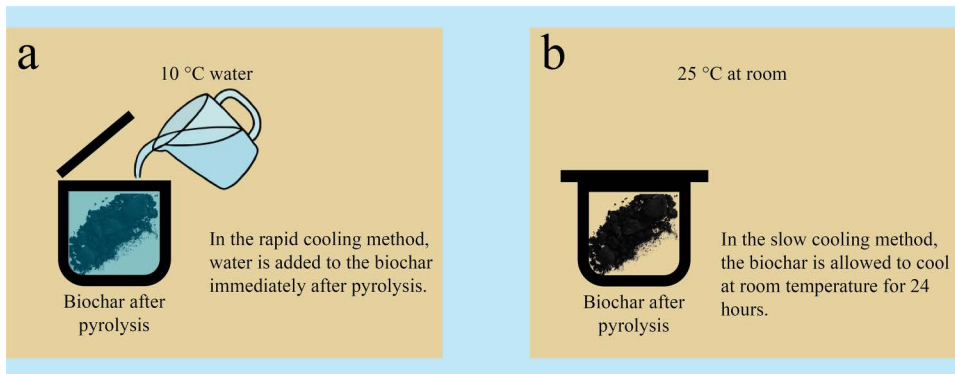 a
10 °C water
In the rapid cooling method,
water is added to the biochar
immediately after pyrolysis.
Biochar after
pyrolysis
b
25 °C at room
In the slow cooling method,
the biochar is allowed to cool
at room temperature for 24
hours.
Biochar after
pyrolysis